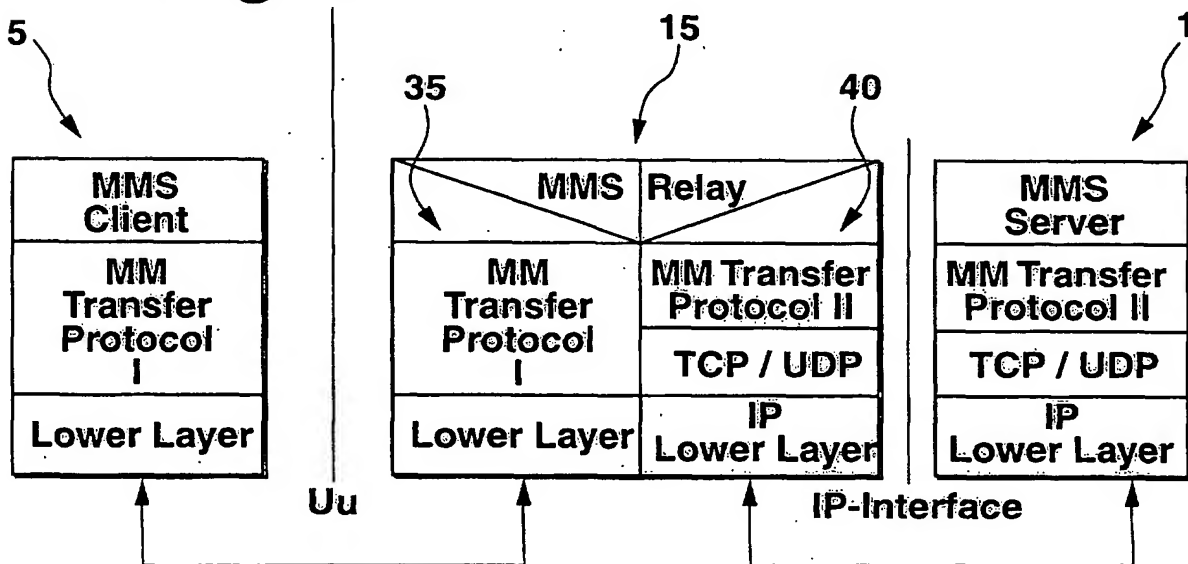 5
15
1
35
40
MMS
Client
MM
Transfer
Protocol
I
Lower Layer
MMS Relay
MM
Transfer
Protocol
I
Lower Layer
MM Transfer
Protocol II
TCP / UDP
IP
Lower Layer
MMS
Server
MM Transfer
Protocol II
TCP / UDP
IP
Lower Layer
Uu
IP-Interface